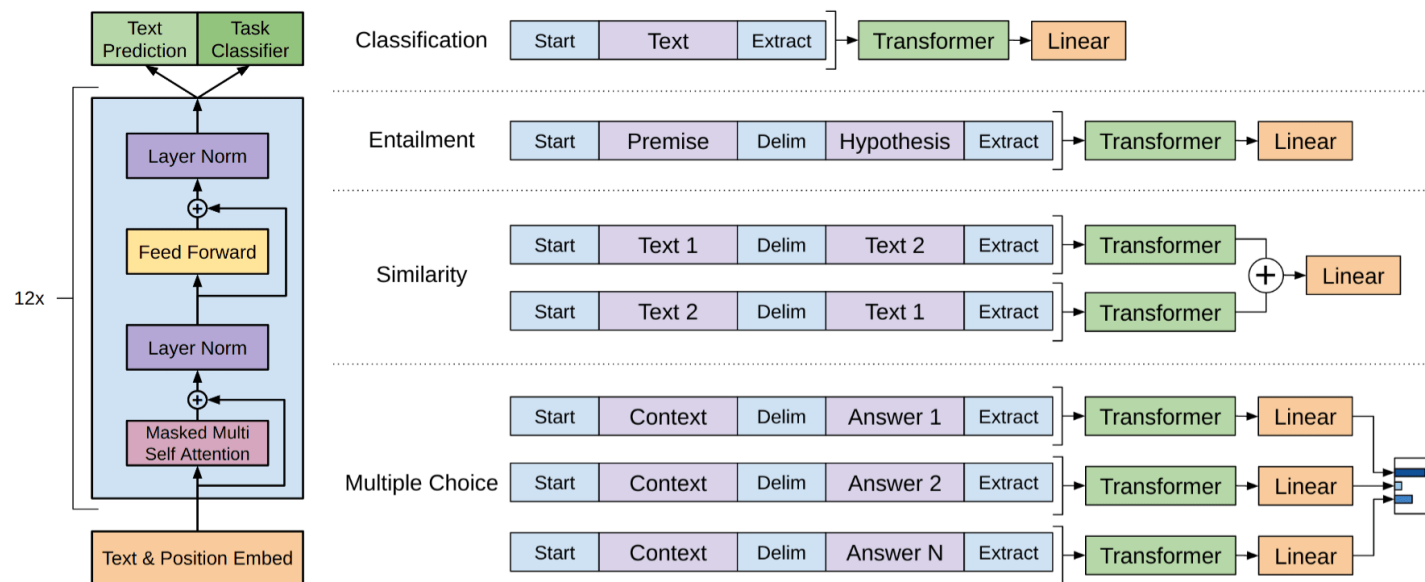 Text
Prediction
Task
Classifier
Layer Norm
Feed Forward
12x
Layer Norm
Masked Multi
Self Attention
Text & Position Embed
Classification Start Text Extract Transformer Linear
Entailment Start Premise Delim Hypothesis Extract Transformer Linear
Start Text 1 Delim Text 2 Extract Transformer
Similarity
Linear
Start Text 2 Delim Text 1 Extract Transformer
Start Context Delim Answer 1 Extract Transformer Linear
Multiple Choice Start Context Delim Answer 2 Extract Transformer Linear
Start Context Delim Answer N Extract Transformer Linear